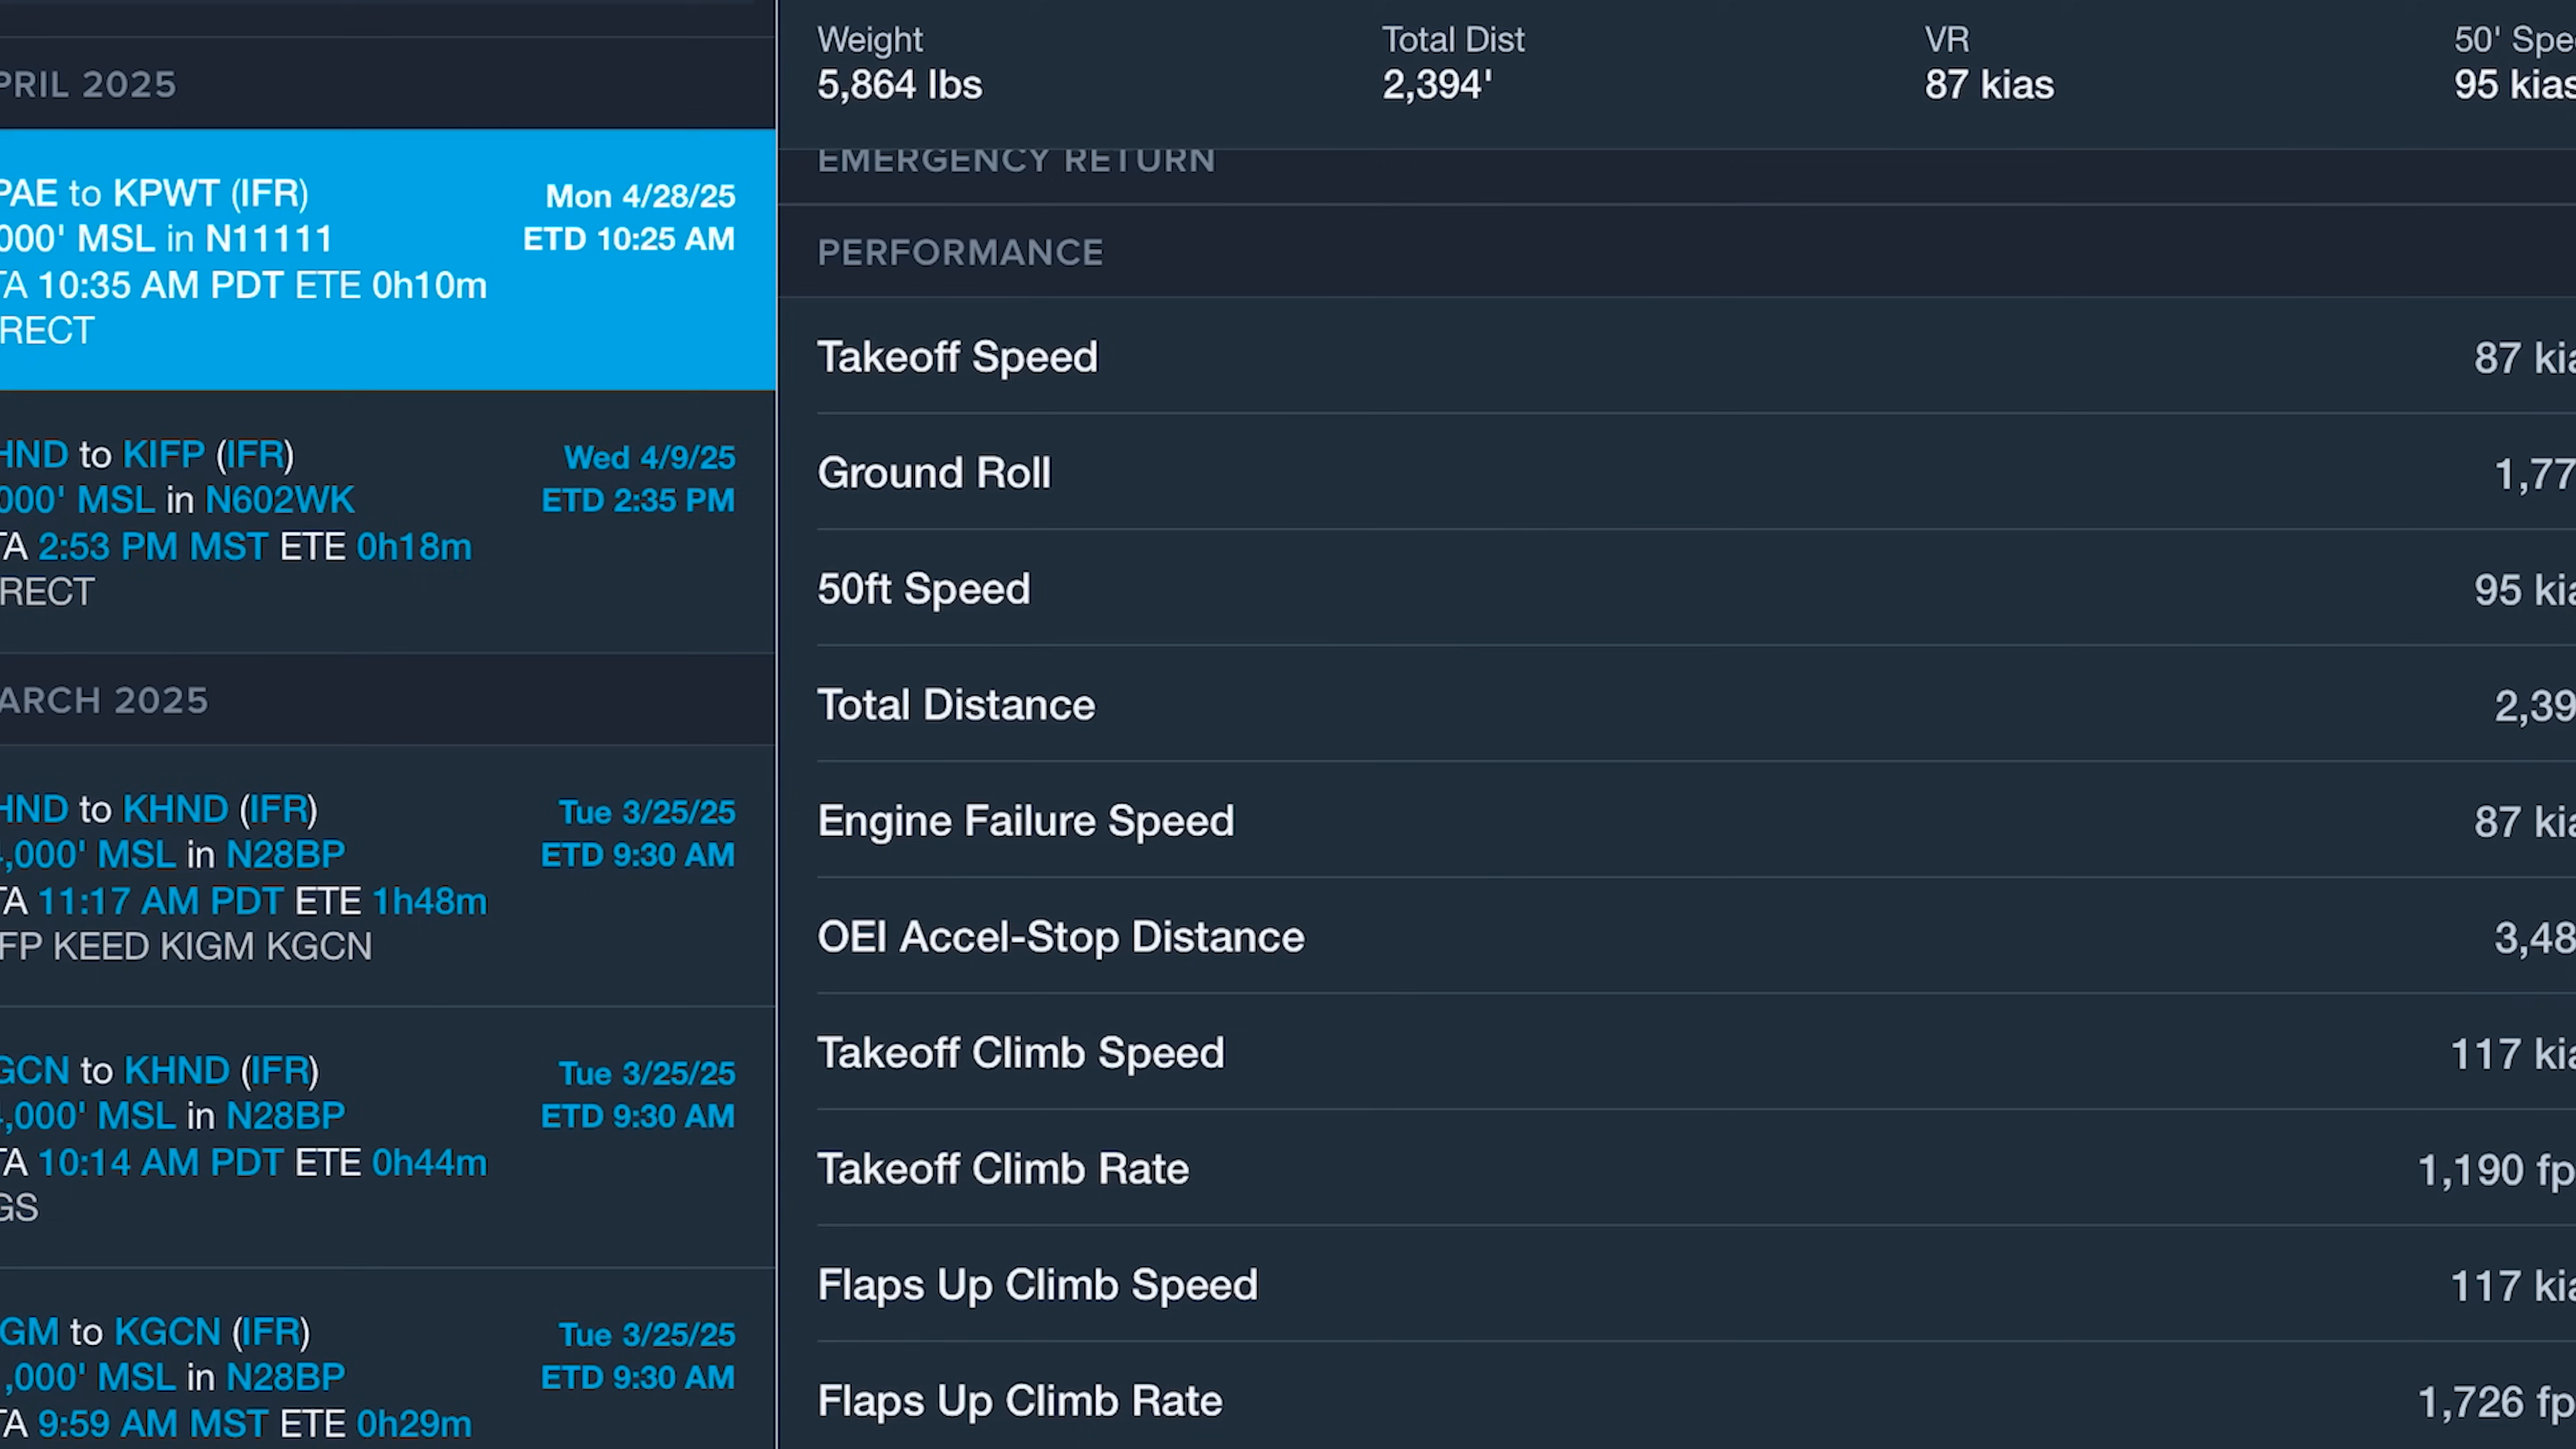 PRIL 2025
PAE to KPWT (IFR)
Mon 4/28/25
000' MSL in N11111
ETD 10:25 AM
TA 10:35 AM PDT ETE 0h10m
RECT
HND to KIFP (IFR)
Wed 4/9/25
000' MSL in N602WK
ETD 2:35 PM
TA 2:53 PM MST ETE 0h18m
RECT
ARCH 2025
HND to KHND (IFR)
Tue 3/25/25
,000' MSL in N28BP
ETD 9:30 AM
TA 11:17 AM PDT ETE 1h48m
FP KEED KIGM KGCN
GCN to KHND (IFR)
Tue 3/25/25
,000' MSL in N28BP
ETD 9:30 AM
TA 10:14 AM PDT ETE 0h44m
GS
GM to KGCN (IFR)
Tue 3/25/25
,000' MSL in N28BP
ETD 9:30 AM
TA 9:59 AM MST ETE 0h29m
Weight
5,864 lbs
Total Dist
2,394'
VR
87 kias
50' Spe
95 kias
EMERGENCY RETURN
PERFORMANCE
Takeoff Speed
87 kia
Ground Roll
1,77
50ft Speed
95 kia
Total Distance
2,39
Engine Failure Speed
87 kia
OEI Accel-Stop Distance
3,48
Takeoff Climb Speed
117 kia
Takeoff Climb Rate
1,190 fp
Flaps Up Climb Speed
117 kia
Flaps Up Climb Rate
1,726 fp